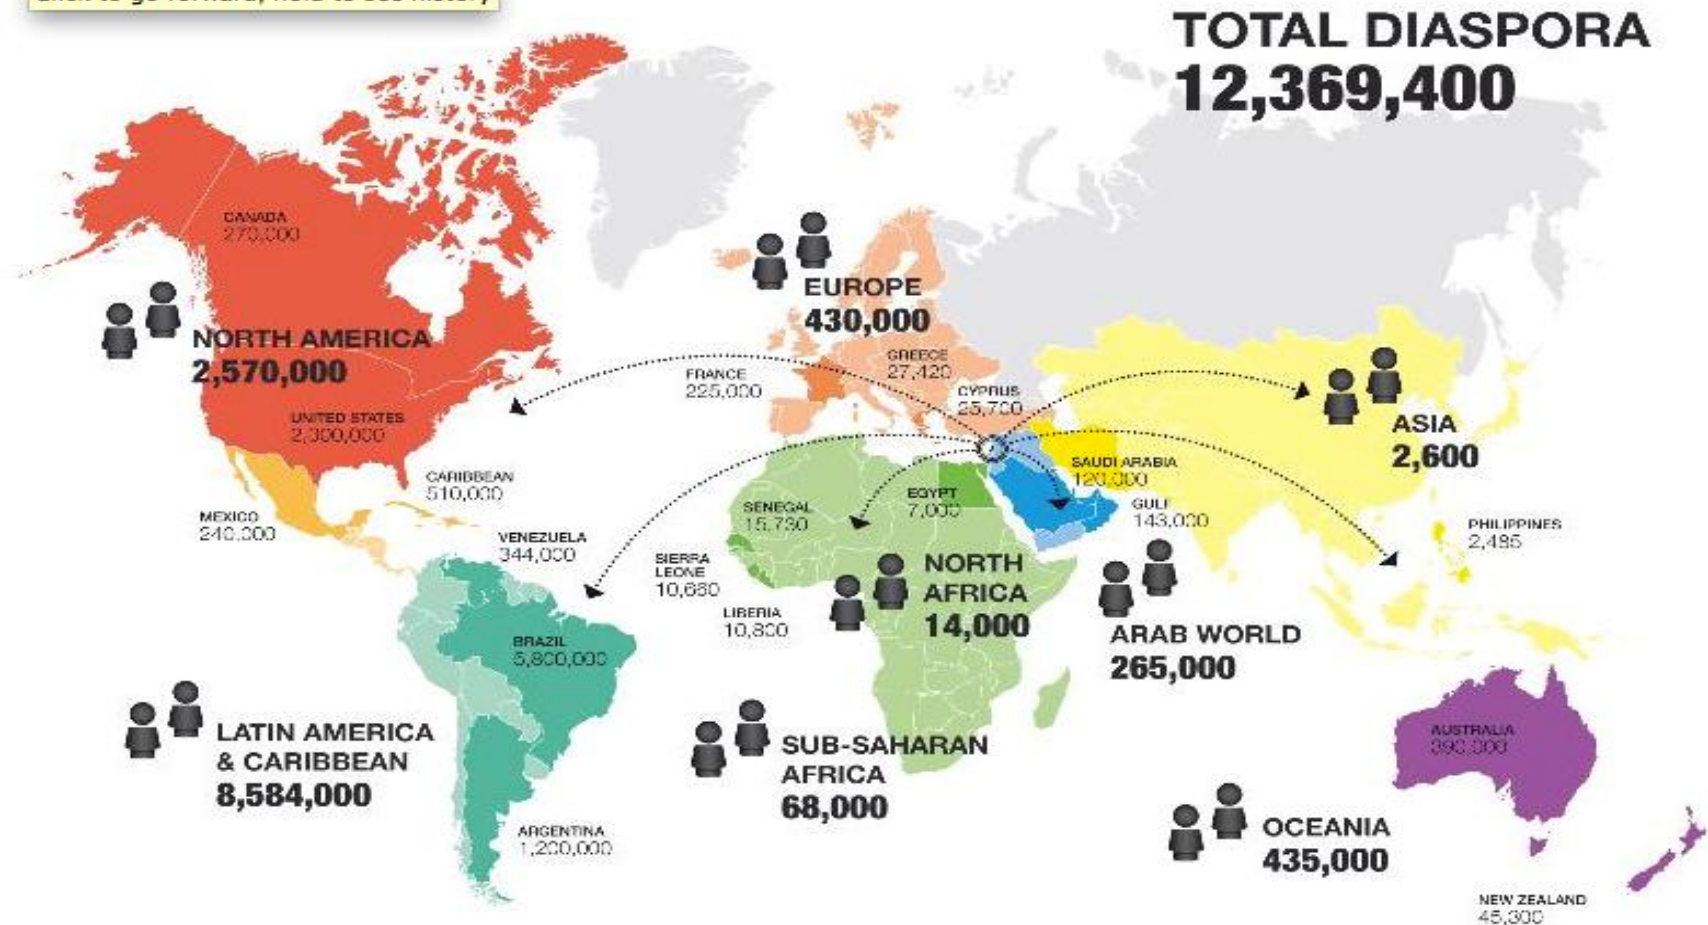 TOTAL DIASPORA
12,369,400
CANADA
270,000
NORTH AMERICA
2,570,000
UNITED STATES
2,300,000
MEXICO
240,000
CARIBBEAN
510,000
VENEZUELA
344,000
BRAZIL
5,800,000
LATIN AMERICA
& CARIBBEAN
8,584,000
ARGENTINA
1,200,000
EUROPE
430,000
FRANCE
225,000
GREECE
27,420
CYPRUS
25,700
SENEGAL
15,730
EGYPT
7,000
SIERRA
LEONE
LIBERIA
10,800
NORTH
AFRICA
14,000
SUB-SAHARAN
AFRICA
68,000
SAUDI ARABIA
120,000
GULF
143,000
ARAB WORLD
265,000
ASIA
2,600
PHILIPPINES
2,485
AUSTRALIA
390,000
OCEANIA
435,000
NEW ZEALAND
45,300